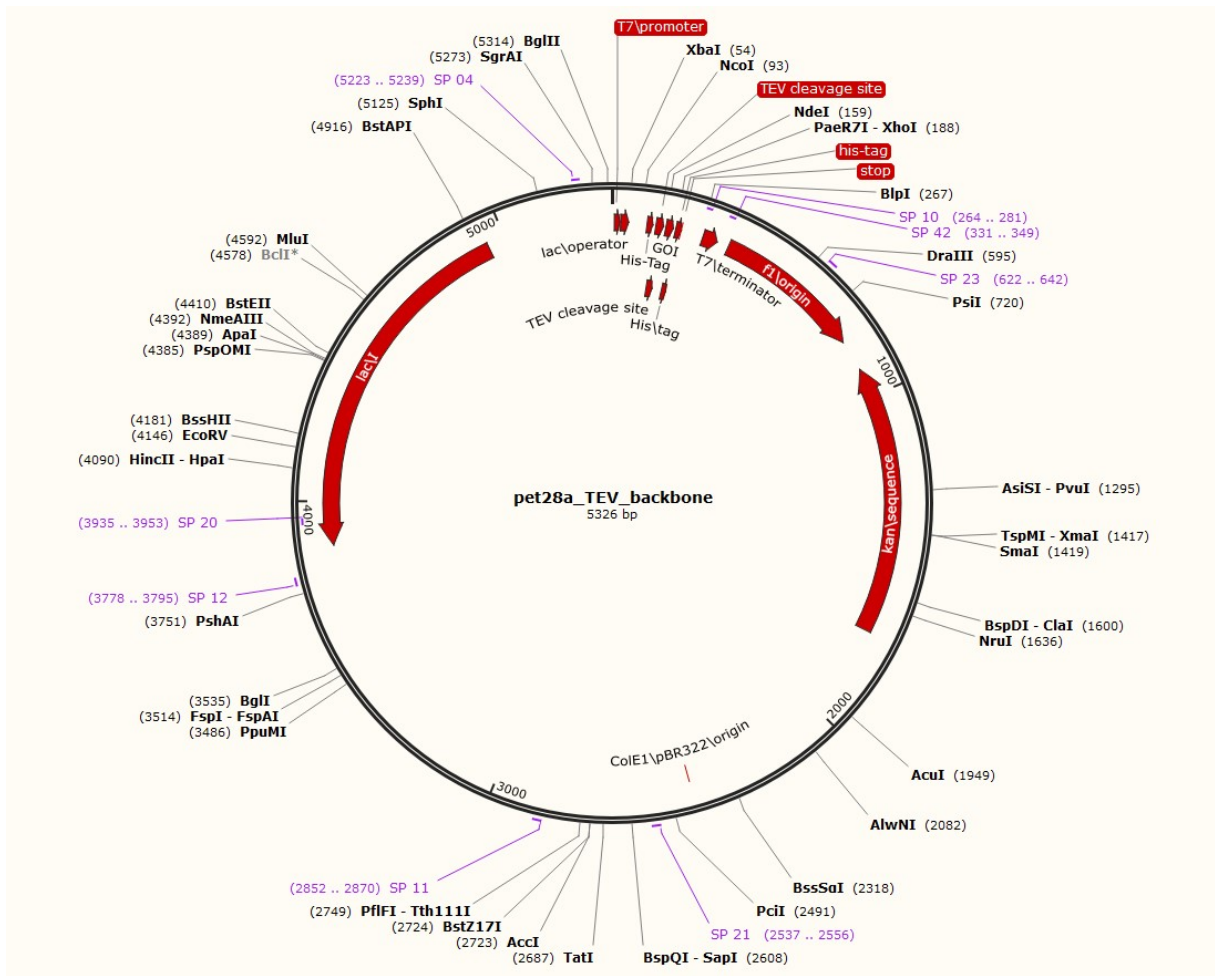 T7\promoter
(5314) BglII
(5273) SgrAI
(5223 .. 5239) SP 04
(5125) SphI
(4916) BstAPI
XbaI (54)
NcoI (93)
TEV cleavage site
NdeI (159)
PaeR7I - XhoI (188)
his-tag
stop
BlpI (267)
SP 10 (264 .. 281)
SP 42 (331 .. 349)
DraIII (595)
SP 23 (622 .. 642)
PsiI (720)
5000
lac\operator
His-Tag
GOI
T7\terminator
f1\origin
TEV cleavage site
His\tag
(4592) MluI
(4578) BclI*
(4410) BstEII
(4392) NmeAIII
(4389) ApaI
(4385) PspOMI
lac\I
1000
(4181) BssHII
(4146) EcoRV
(4090) HincII - HpaI
kan\sequence
pet28a_TEV_backbone
5326 bp
AsiSI - PvuI (1295)
4000
(3935 .. 3953) SP 20
TspMI - XmaI (1417)
SmaI (1419)
(3778 .. 3795) SP 12
(3751) PshAI
BspDI - ClaI (1600)
NruI (1636)
(3535) BglI
(3514) FspI - FspAI
(3486) PpuMI
2000
ColE1\pBR322\origin
AcuI (1949)
3000
AlwNI (2082)
(2852 .. 2870) SP 11
(2749) PflFI - Tth111I
(2724) BstZ17I
(2723) AccI
(2687) TatI
BssSαI (2318)
PciI (2491)
SP 21 (2537 .. 2556)
BspQI - SapI (2608)